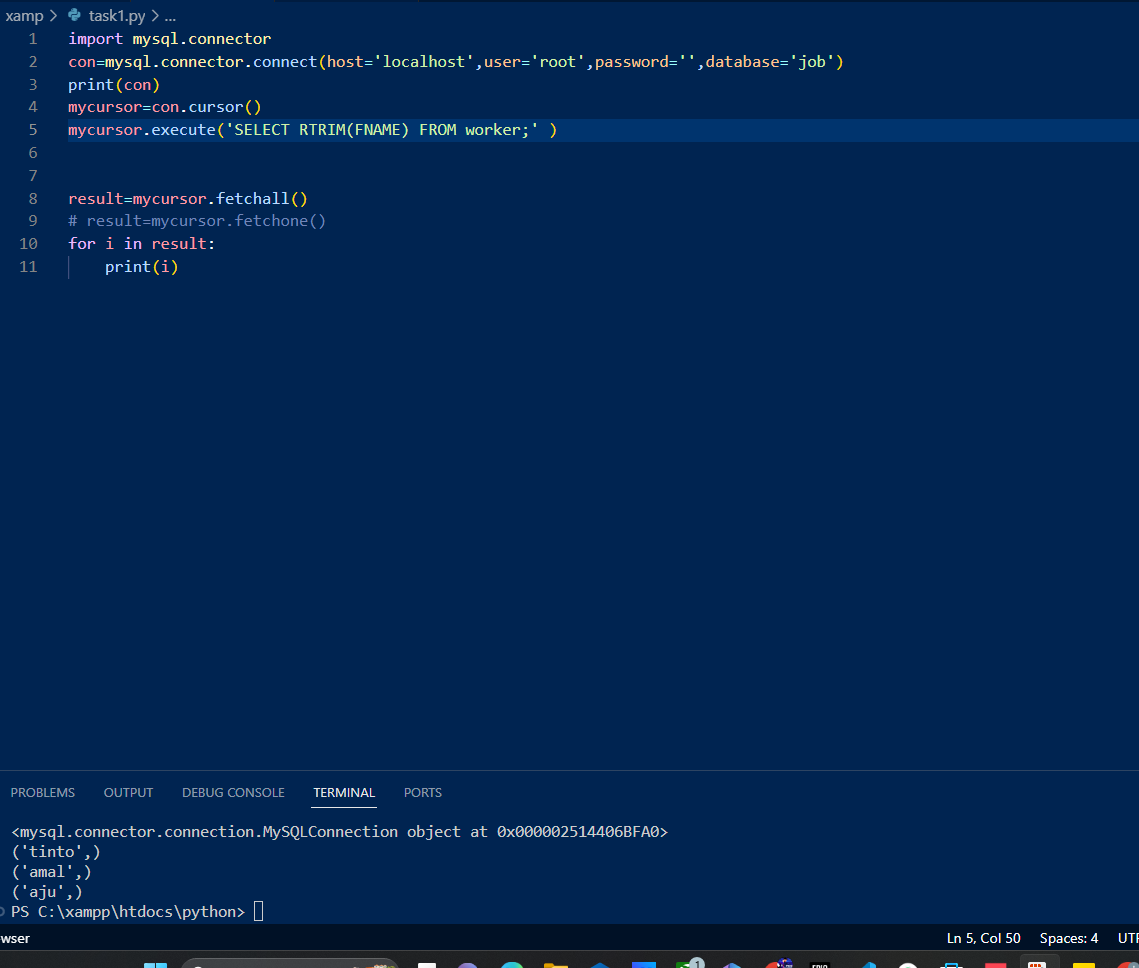 xamp > task1.py > ...
1 import mysql.connector
2 con=mysql.connector.connect(host='localhost',user='root',password='',database='job')
3 print(con)
4 mycursor=con.cursor()
5 mycursor.execute('SELECT RTRIM(FNAME) FROM worker;' )
6
7
8 result=mycursor.fetchall()
9 # result=mycursor.fetchone()
10 for i in result:
11     print(i)
PROBLEMS OUTPUT DEBUG CONSOLE TERMINAL PORTS
<mysql.connector.connection.MySQLConnection object at 0x000002514406BFA0>
('tinto',)
('amal',)
('aju',)
PS C:\xampp\htdocs\python>
wser Ln 5, Col 50 Spaces: 4 UTF
1